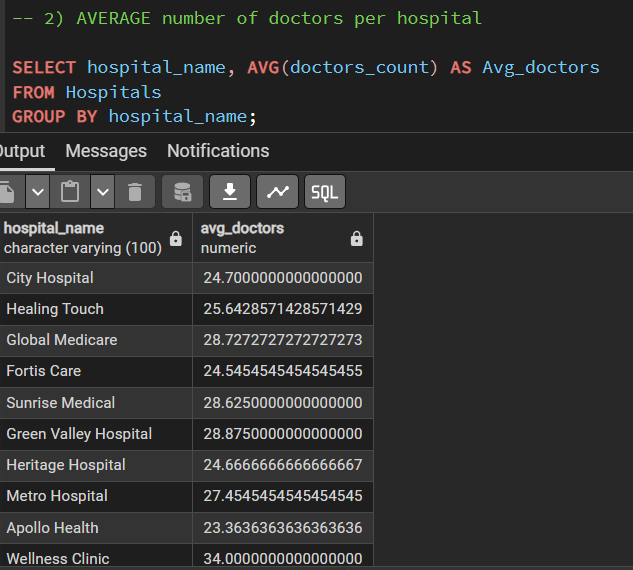 -- 2) AVERAGE number of doctors per hospital
SELECT hospital_name, AVG(doctors_count) AS Avg_doctors
FROM Hospitals
GROUP BY hospital_name;
Output Messages Notifications
SQL
hospital_name avg_doctors
character varying (100) numeric
City Hospital 24.7000000000000000
Healing Touch 25.6428571428571429
Global Medicare 28.7272727272727273
Fortis Care 24.5454545454545455
Sunrise Medical 28.6250000000000000
Green Valley Hospital 28.8750000000000000
Heritage Hospital 24.6666666666666667
Metro Hospital 27.4545454545454545
Apollo Health 23.3636363636363636
Wellness Clinic 34.0000000000000000